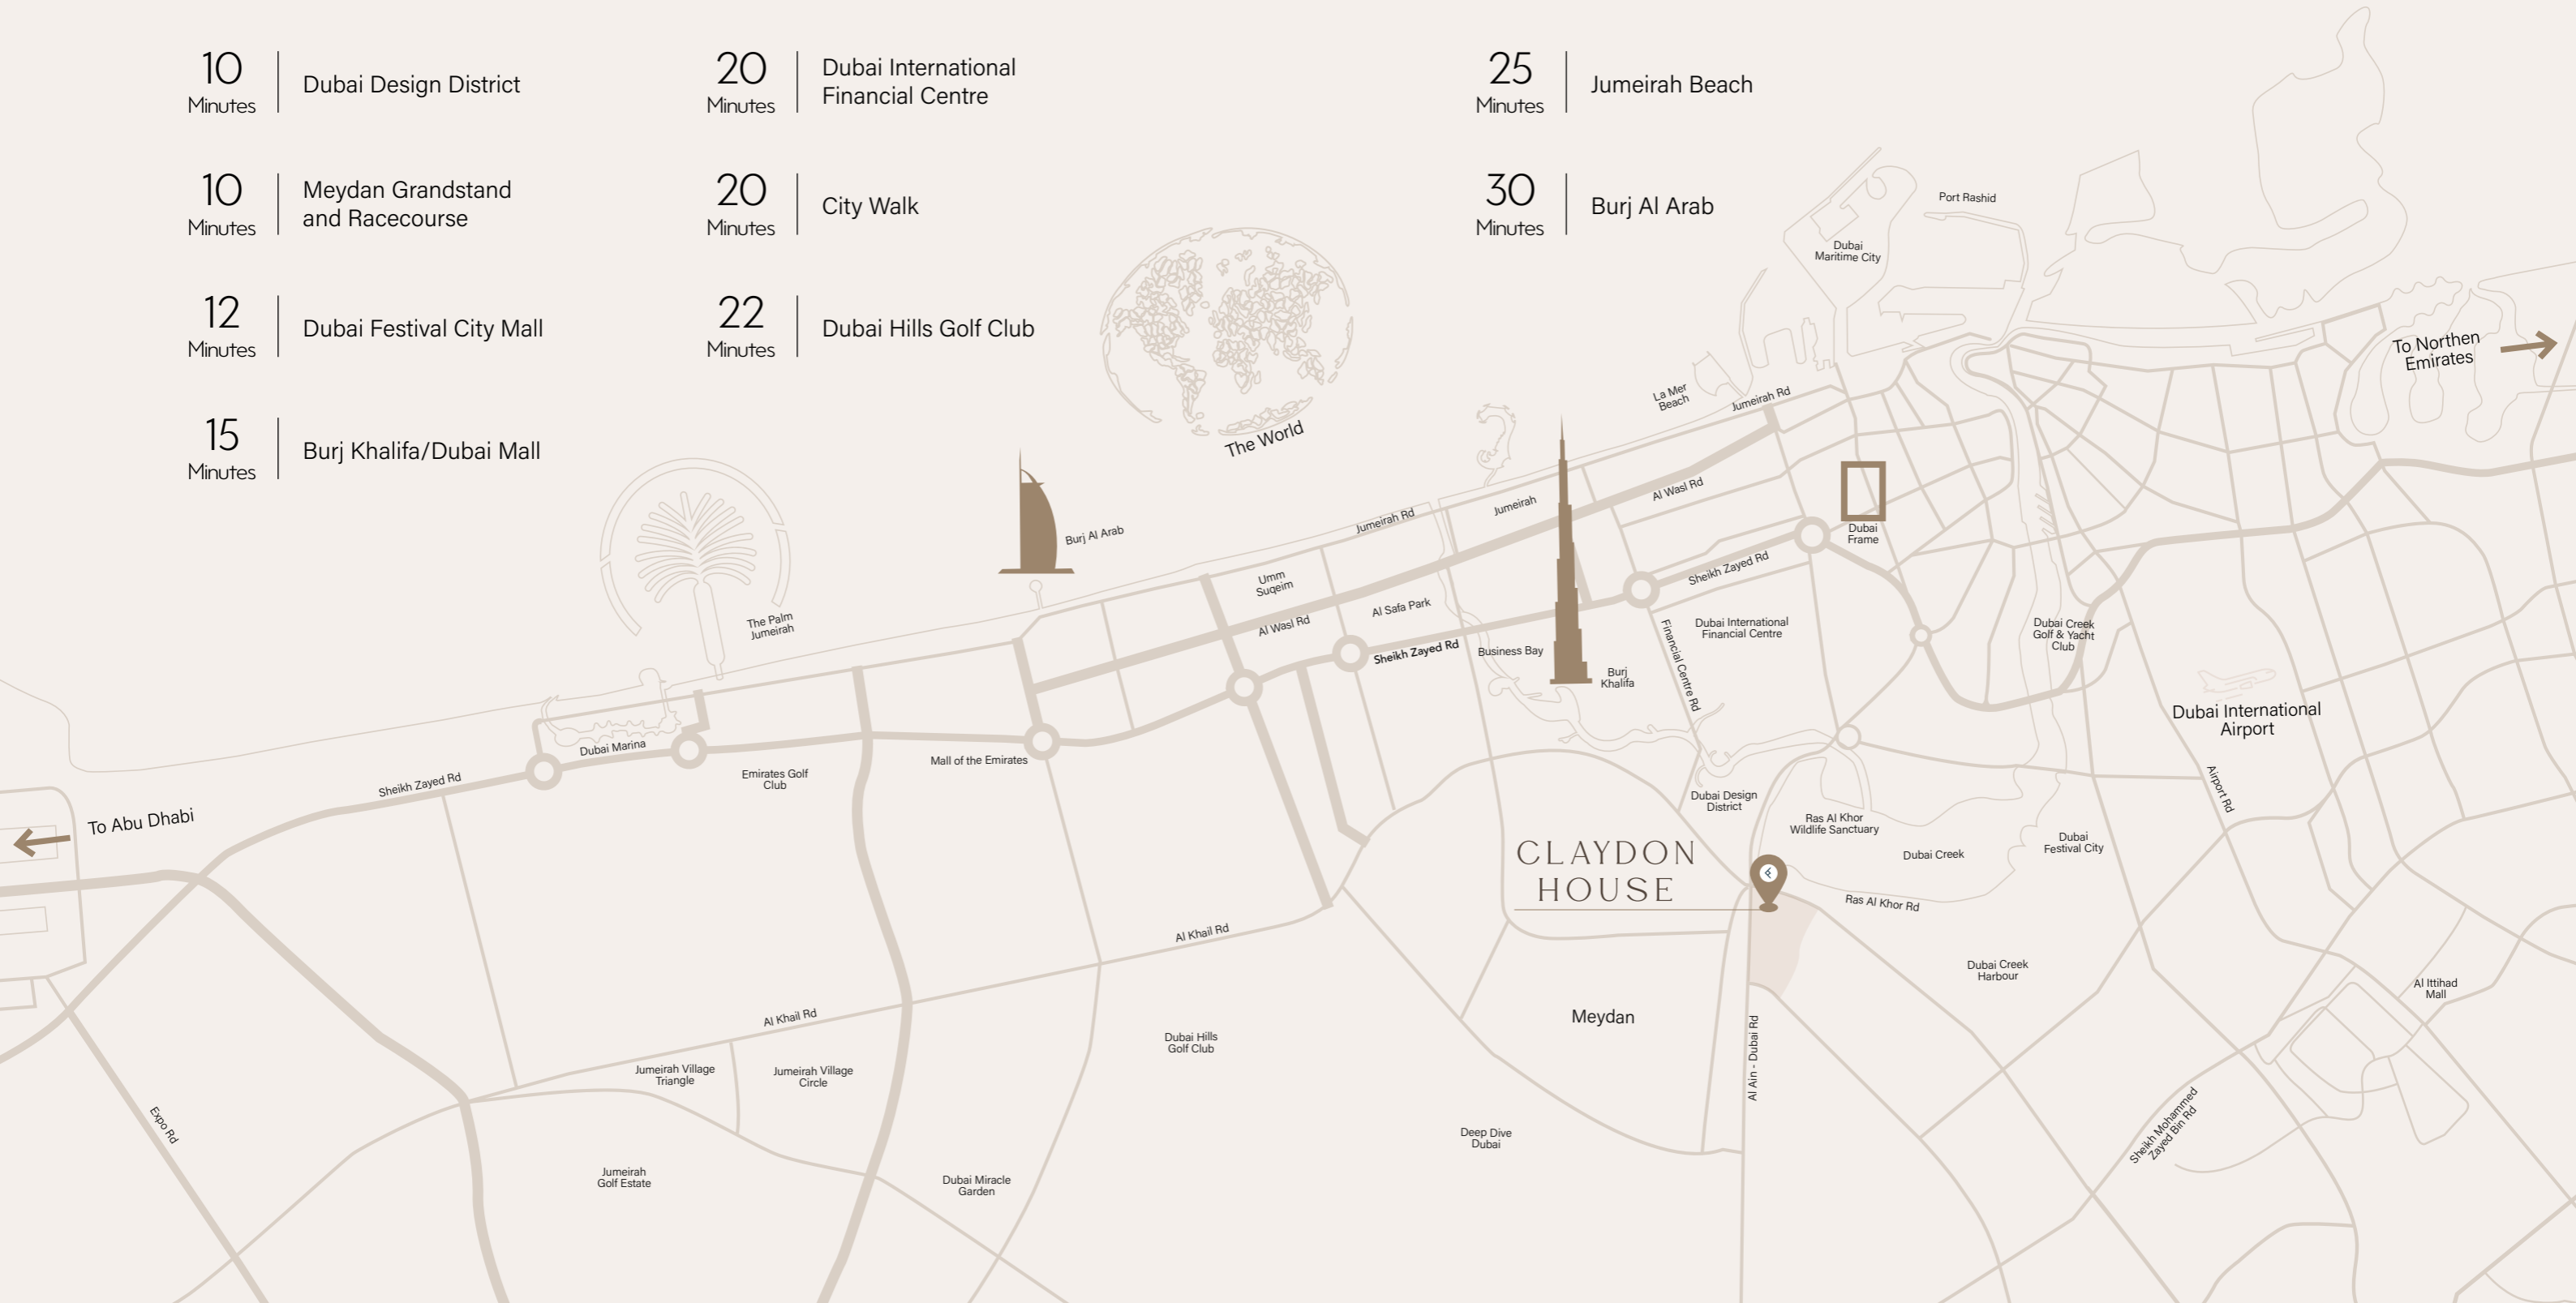 10
Minutes
Dubai Design District
10
Minutes
Meydan Grandstand
and Racecourse
12
Minutes
Dubai Festival City Mall
15
Minutes
Burj Khalifa/Dubai Mall
20
Minutes
Dubai International
Financial Centre
20
Minutes
City Walk
22
Minutes
Dubai Hills Golf Club
25
Minutes
Jumeirah Beach
30
Minutes
Burj Al Arab
Port Rashid
Dubai
Maritime City
To Northen
Emirates
La Mer
Beach
Jumeirah Rd
The World
Burj Al Arab
Jumeirah Rd
Jumeirah
Al Wasl Rd
Dubai
Frame
Umm
Suqeim
Al Safa Park
Al Wasl Rd
Sheikh Zayed Rd
Sheikh Zayed Rd
Business Bay
Burj
Khalifa
Financial Centre Rd
Dubai International
Financial Centre
Dubai Creek
Golf & Yacht
Club
The Palm
Jumeirah
Dubai International
Airport
Airport Rd
Dubai Marina
Sheikh Zayed Rd
Emirates Golf
Club
Mall of the Emirates
To Abu Dhabi
Dubai Design
District
Ras Al Khor
Wildlife Sanctuary
Dubai Creek
Dubai
Festival City
CLAYDON
HOUSE
Ras Al Khor Rd
Al Khail Rd
Dubai Creek
Harbour
Al Ittihad
Mall
Al Khail Rd
Meydan
Dubai Hills
Golf Club
Al Ain - Dubai Rd
Jumeirah Village
Triangle
Jumeirah Village
Circle
Expo Rd
Deep Dive
Dubai
Sheikh Mohammed
Zayed Bin Rd
Jumeirah
Golf Estate
Dubai Miracle
Garden